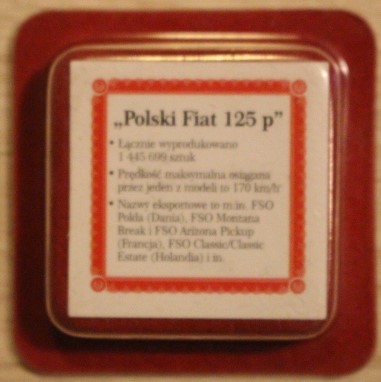 „Polski Fiat 125 p”
• Łącznie wyprodukowano
1 445 699 sztuk
• Prędkość maksymalna osiągana
przez jeden z modeli to 170 km/h
• Nazwy eksportowe to m.in. FSO
Polda (Dania), FSO Montana
Break i FSO Arizona Pickup
(Francja), FSO Classic/Classic
Estate (Holandia) i in.